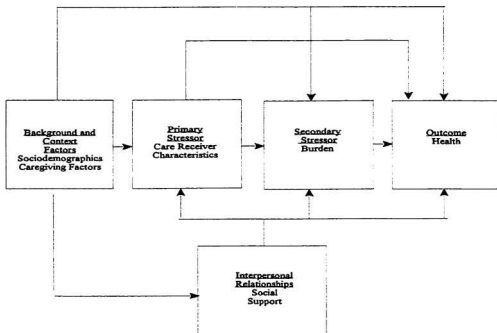 Background and
Context
Factors
Sociodemographics
Caregiving Factors
Primary
Stressor
Care Receiver
Characteristics
Secondary
Stressor
Burden
Outcome
Health
Interpersonal
Relationships
Social
Support